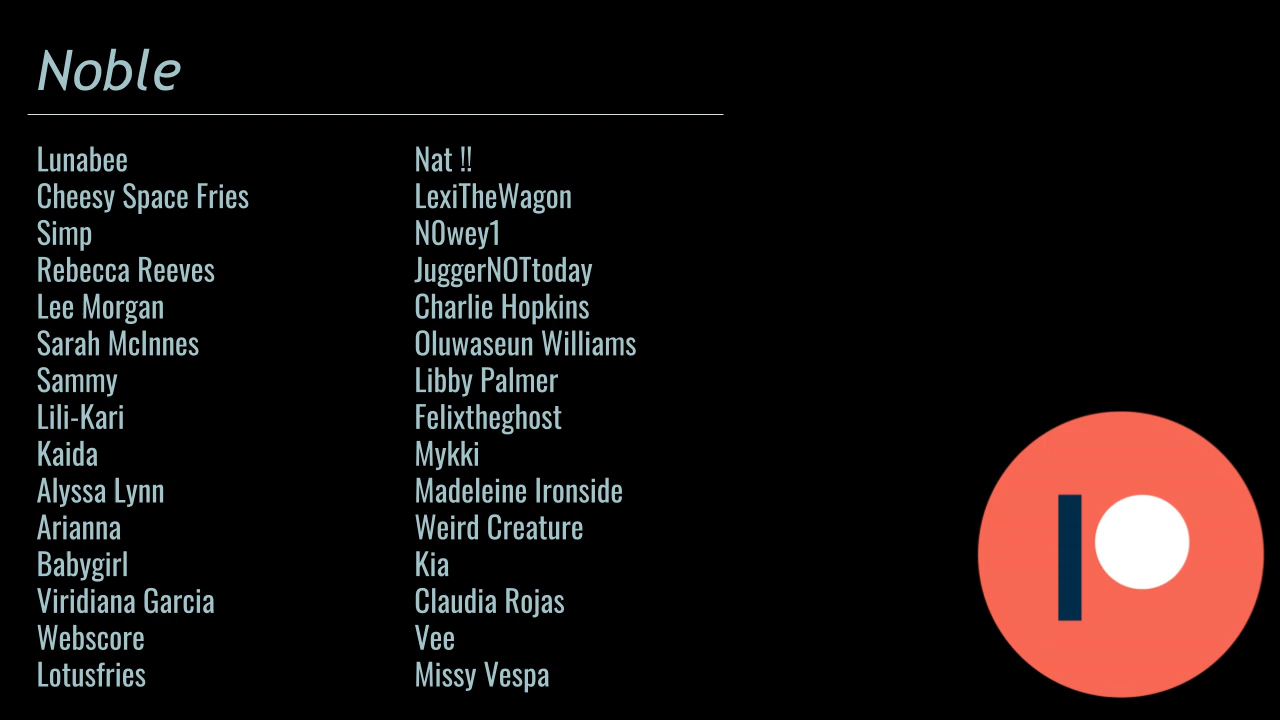 Noble
Lunabee
Cheesy Space Fries
Simp
Rebecca Reeves
Lee Morgan
Sarah McInnes
Sammy
Lili-Kari
Kaida
Alyssa Lynn
Arianna
Babygirl
Viridiana Garcia
Webscore
Lotusfries
Nat !!
LexiTheWagon
N0wey1
JuggerNOTtoday
Charlie Hopkins
Oluwaseun Williams
Libby Palmer
Felixtheghost
Mykki
Madeleine Ironside
Weird Creature
Kia
Claudia Rojas
Vee
Missy Vespa